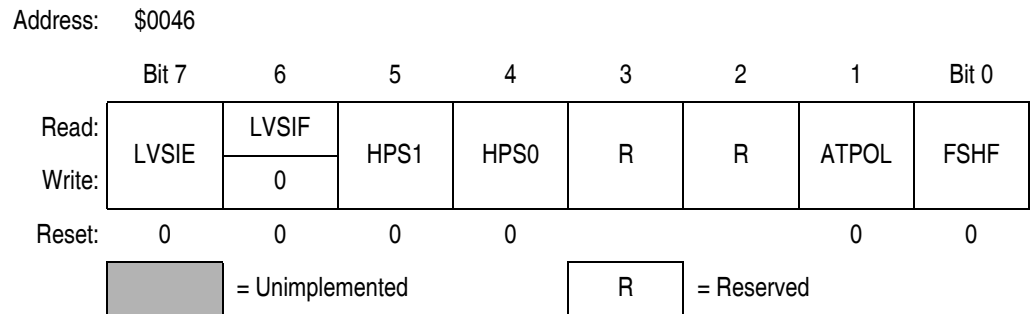 Address: $0046
Bit 7 6 5 4 3 2 1 Bit 0
Read: LVSIE LVSIF HPS1 HPS0 R R ATPOL FSHF
Write: 0
Reset: 0 0 0 0 0 0
= Unimplemented R = Reserved